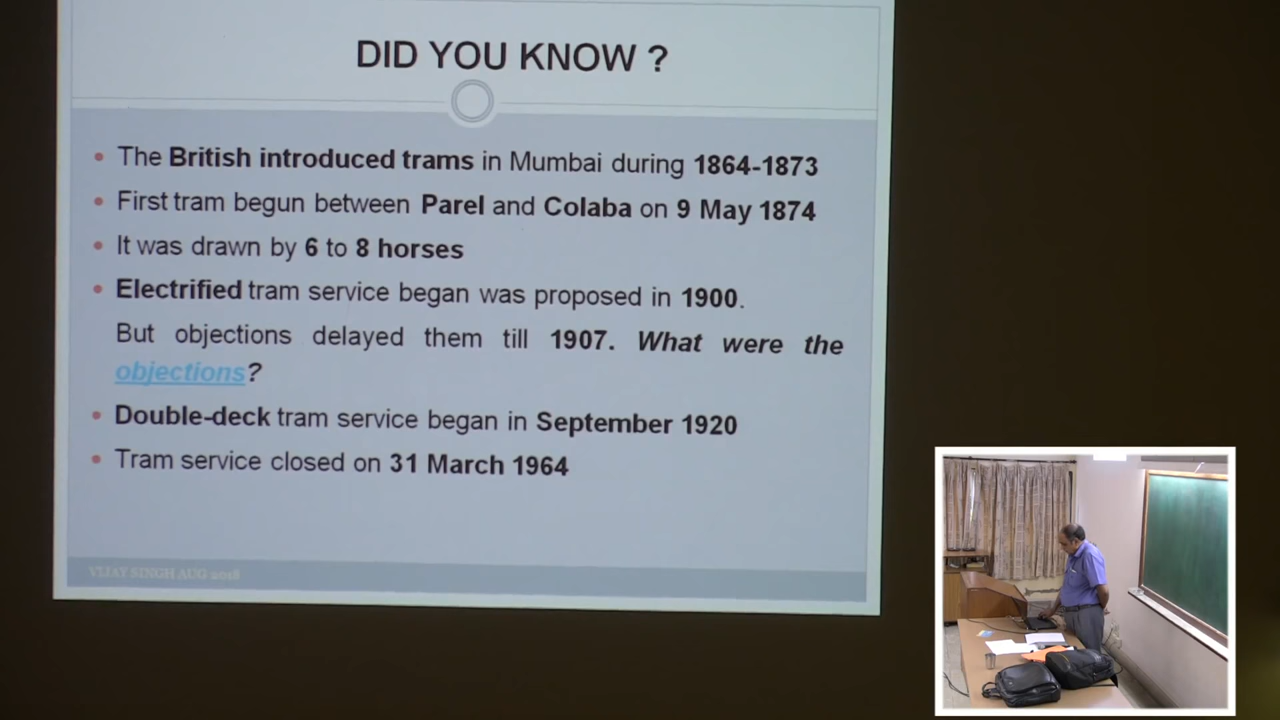 DID YOU KNOW ?
• The British introduced trams in Mumbai during 1864-1873
• First tram begun between Parel and Colaba on 9 May 1874
• It was drawn by 6 to 8 horses
• Electrified tram service began was proposed in 1900.
But objections delayed them till 1907. What were the
objections?
• Double-deck tram service began in September 1920
• Tram service closed on 31 March 1964
VIJAY SINGH AUG 2018